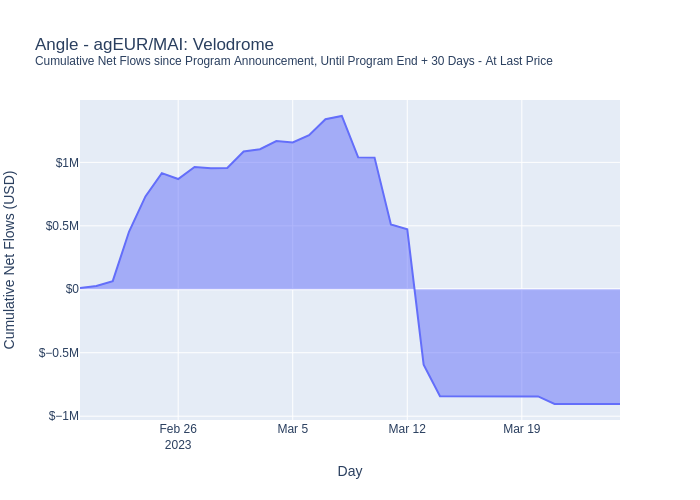 Angle - agEUR/MAI: Velodrome
Cumulative Net Flows since Program Announcement, Until Program End + 30 Days - At Last Price
Cumulative Net Flows (USD)
$1M
$0.5M
$0
$−0.5M
$−1M
Feb 26
2023
Mar 5
Mar 12
Mar 19
Day